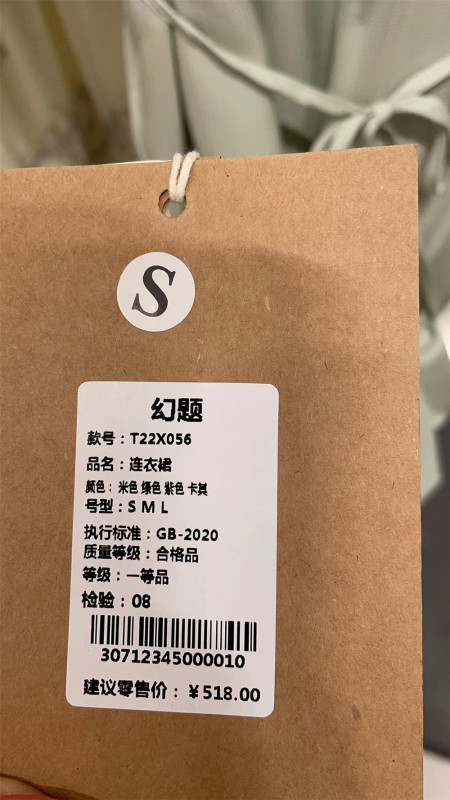 S
幻题
款号：T22X056
品名：连衣裙
颜色：米色 绿色 紫色 卡其
号型：S M L
执行标准：GB-2020
质量等级：合格品
等级：一等品
检验：08
30712345000010
建议零售价：￥518.00